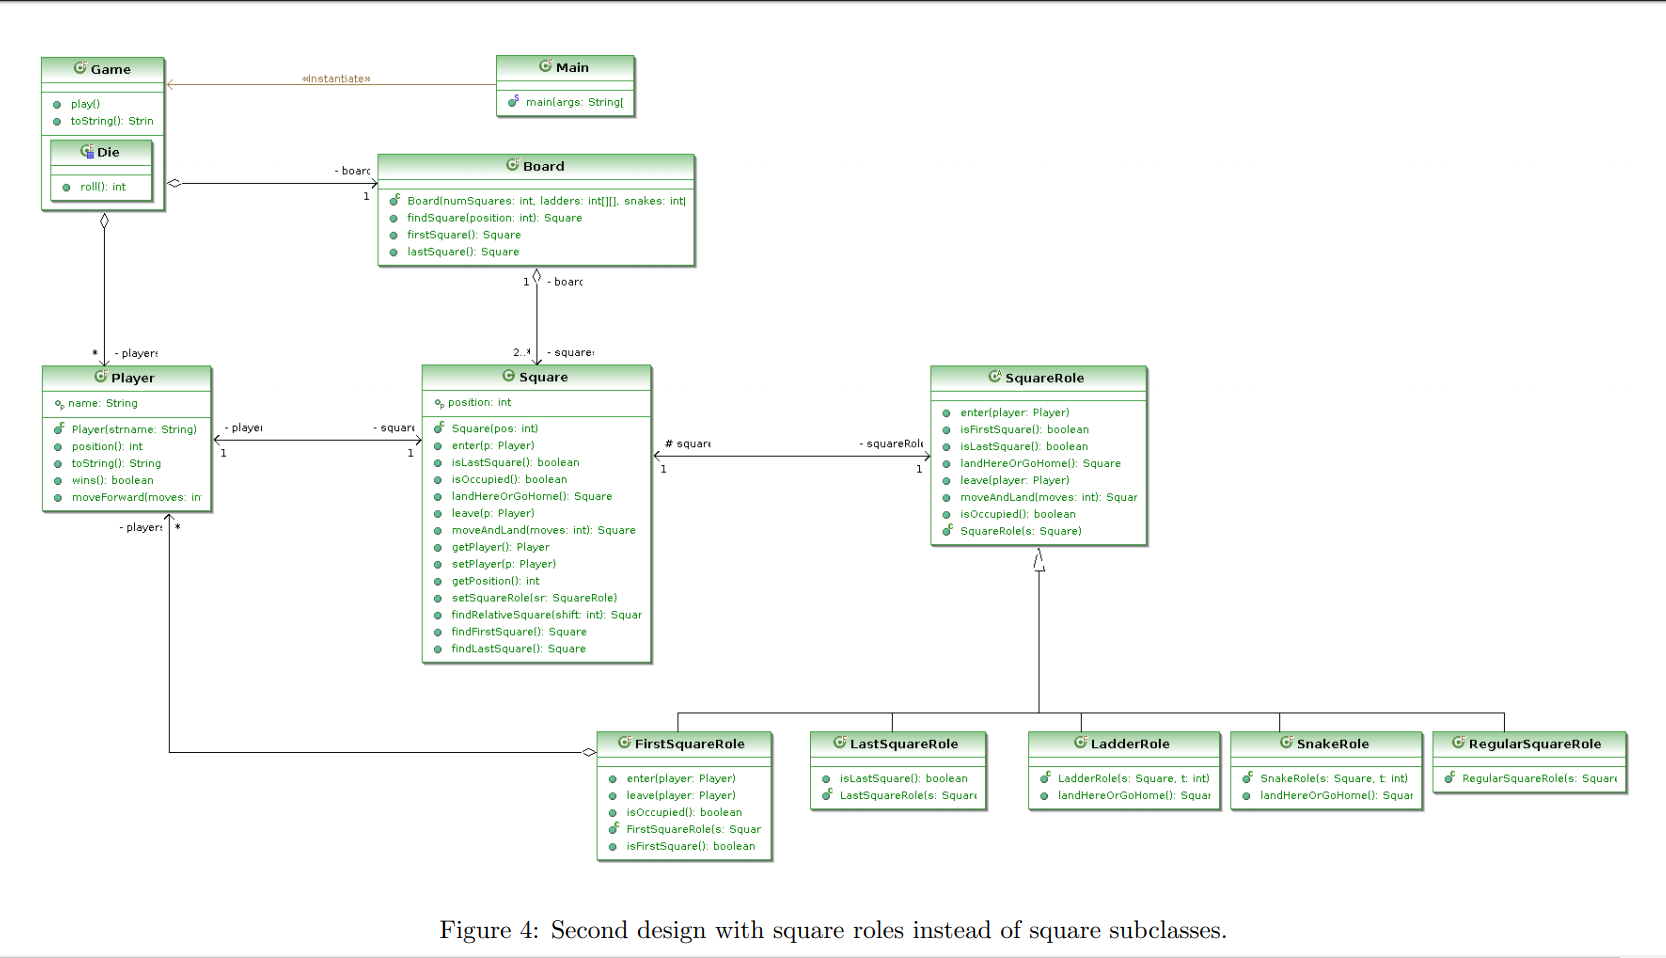 Game
play()
toString(): Strin
Die
roll(): int
«Instantiate»
Main
main(args: String[
- board
1
Board
Board(numSquares: int, ladders: int[][], snakes: int[
findSquare(position: int): Square
firstSquare(): Square
lastSquare(): Square
1
- board
2..*
- squares
*
- players
Player
name: String
Player(strname: String)
position(): int
toString(): String
wins(): boolean
moveForward(moves: in
- player
1
- square
1
Square
position: int
Square(pos: int)
enter(p: Player)
isLastSquare(): boolean
isOccupied(): boolean
landHereOrGoHome(): Square
leave(p: Player)
moveAndLand(moves: int): Square
getPlayer(): Player
setPlayer(p: Player)
getPosition(): int
setSquareRole(sr: SquareRole)
findRelativeSquare(shift: int): Squar
findFirstSquare(): Square
findLastSquare(): Square
# square
1
- squareRole
1
SquareRole
enter(player: Player)
isFirstSquare(): boolean
isLastSquare(): boolean
landHereOrGoHome(): Square
leave(player: Player)
moveAndLand(moves: int): Squar
isOccupied(): boolean
SquareRole(s: Square)
- players
*
FirstSquareRole
enter(player: Player)
leave(player: Player)
isOccupied(): boolean
FirstSquareRole(s: Squar
isFirstSquare(): boolean
LastSquareRole
isLastSquare(): boolean
LastSquareRole(s: Square
LadderRole
LadderRole(s: Square, t: int)
landHereOrGoHome(): Squar
SnakeRole
SnakeRole(s: Square, t: int)
landHereOrGoHome(): Squar
RegularSquareRole
RegularSquareRole(s: Square
Figure 4: Second design with square roles instead of square subclasses.